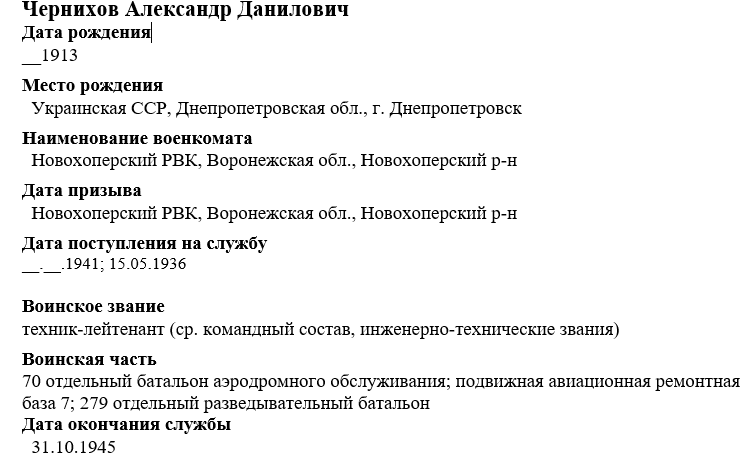 Чернихов Александр Данилович
Дата рождения
__1913
Место рождения
Украинская ССР, Днепропетровская обл., г. Днепропетровск
Наименование военкомата
Новохоперский РВК, Воронежская обл., Новохоперский р-н
Дата призыва
Новохоперский РВК, Воронежская обл., Новохоперский р-н
Дата поступления на службу
__.__.1941; 15.05.1936
Воинское звание
техник-лейтенант (ср. командный состав, инженерно-технические звания)
Воинская часть
70 отдельный батальон аэродромного обслуживания; подвижная авиационная ремонтная
база 7; 279 отдельный разведывательный батальон
Дата окончания службы
31.10.1945